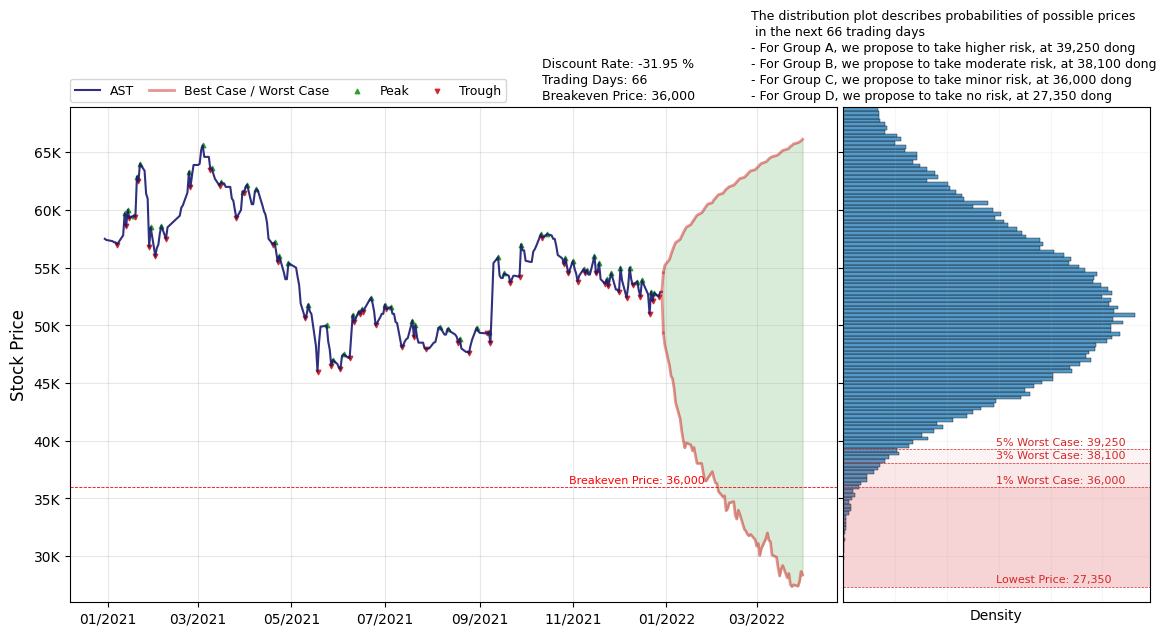 The distribution plot describes probabilities of possible prices
in the next 66 trading days
- For Group A, we propose to take higher risk, at 39,250 dong
- For Group B, we propose to take moderate risk, at 38,100 dong
- For Group C, we propose to take minor risk, at 36,000 dong
- For Group D, we propose to take no risk, at 27,350 dong
Discount Rate: -31.95 %
Trading Days: 66
Breakeven Price: 36,000
AST
Best Case / Worst Case
Peak
Trough
Stock Price
65K
60K
55K
50K
45K
40K
35K
30K
Breakeven Price: 36,000
5% Worst Case: 39,250
3% Worst Case: 38,100
1% Worst Case: 36,000
Lowest Price: 27,350
01/2021
03/2021
05/2021
07/2021
09/2021
11/2021
01/2022
03/2022
Density